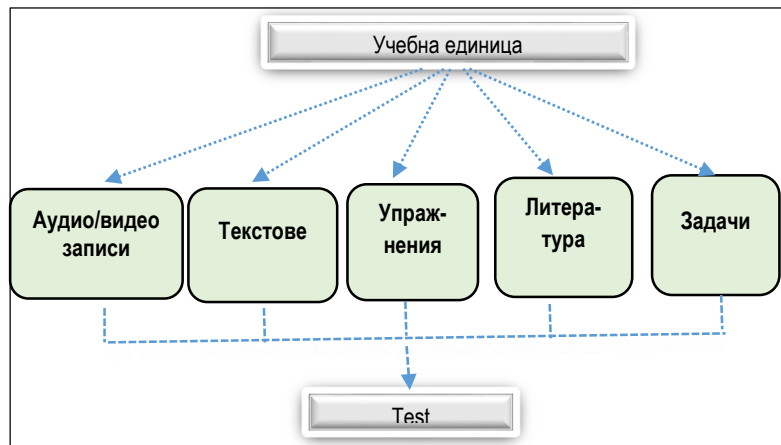 Учебна единица
Аудио/видео
записи
Текстове
Упраж-
нения
Литера-
тура
Задачи
Test